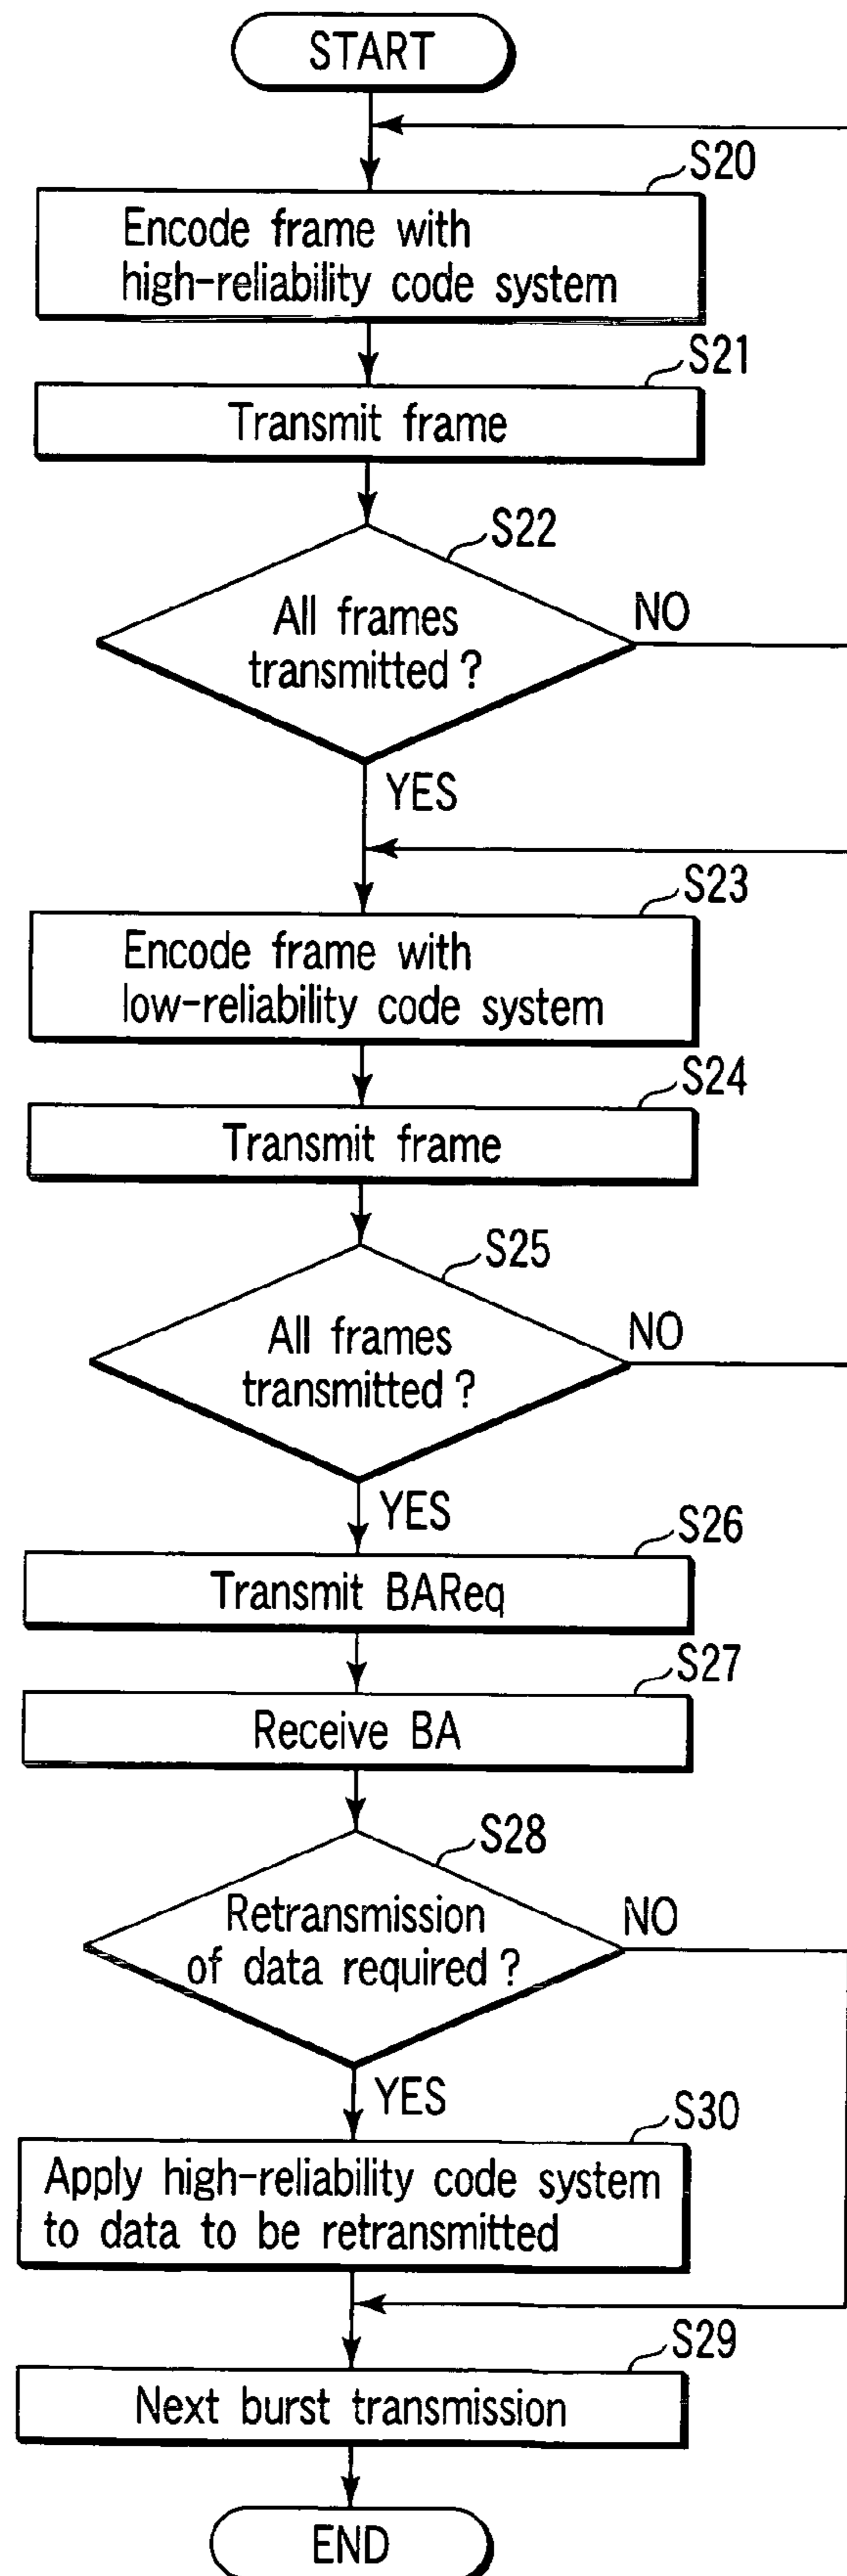 START
S20
Encode frame with
high-reliability code system
S21
Transmit frame
S22
All frames
transmitted ?
NO
YES
S23
Encode frame with
low-reliability code system
S24
Transmit frame
S25
All frames
transmitted ?
NO
YES
S26
Transmit BAReq
S27
Receive BA
S28
Retransmission
of data required ?
NO
YES
S30
Apply high-reliability code system
to data to be retransmitted
S29
Next burst transmission
END